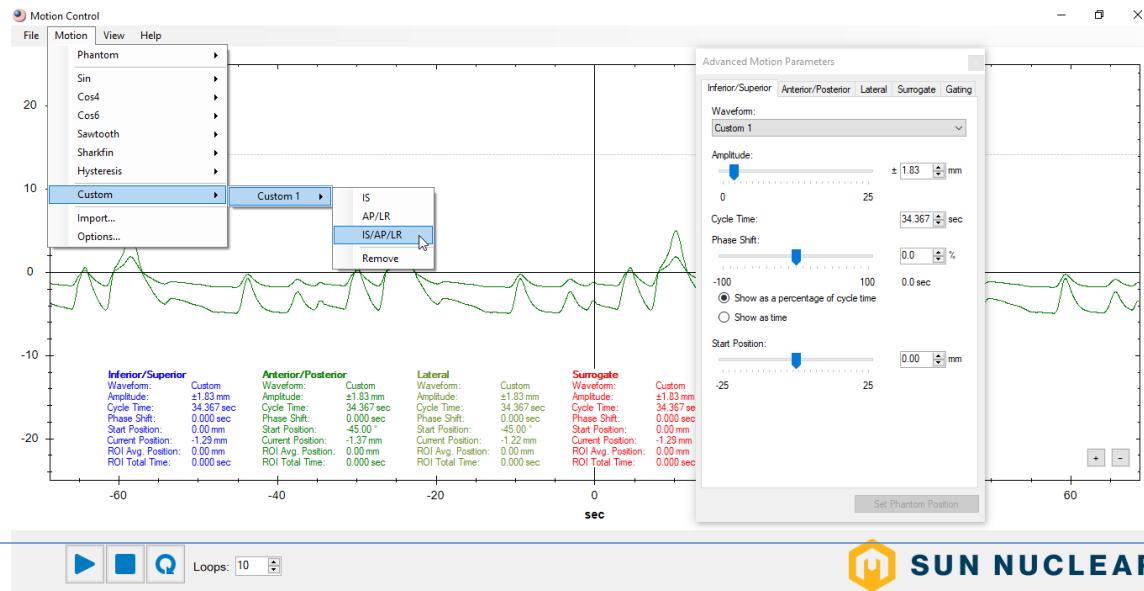 Motion Control
File Motion View Help
Phantom
Sin
Cos4
Cos6
Sawtooth
Sharkfin
Hysteresis
Custom
Import...
Options...
Custom 1
IS
AP/LR
IS/AP/LR
Remove
20
10
0
-10
-20
Inferior/Superior
Waveform: Custom
Amplitude: ±1.83 mm
Cycle Time: 34.367 sec
Phase Shift: 0.000 sec
Start Position: 0.00 mm
Current Position: -1.29 mm
ROI Avg. Position: 0.00 mm
ROI Total Time: 0.000 sec
Anterior/Posterior
Waveform: Custom
Amplitude: ±1.83 mm
Cycle Time: 34.367 sec
Phase Shift: 0.000 sec
Start Position: -45.00 °
Current Position: -1.37 mm
ROI Avg. Position: 0.00 mm
ROI Total Time: 0.000 sec
Lateral
Waveform: Custom
Amplitude: ±1.83 mm
Cycle Time: 34.367 sec
Phase Shift: 0.000 sec
Start Position: -45.00 °
Current Position: -1.22 mm
ROI Avg. Position: 0.00 mm
ROI Total Time: 0.000 sec
Surrogate
Waveform: Custom
Amplitude: ±1.83 mm
Cycle Time: 34.367 se
Phase Shift: 0.000 sec
Start Position: 0.00 mm
Current Position: -1.29 mm
ROI Avg. Position: 0.00 mm
ROI Total Time: 0.000 sec
-60 -40 -20 0 60
sec
Advanced Motion Parameters
Inferior/Superior Anterior/Posterior Lateral Surrogate Gating
Waveform:
Custom 1
Amplitude:
± 1.83 mm
0 25
Cycle Time: 34.367 sec
Phase Shift:
0.0 %
-100 100 0.0 sec
Show as a percentage of cycle time
Show as time
Start Position:
0.00 mm
-25 25
Set Phantom Position
+ -
Loops: 10
SUN NUCLEAR